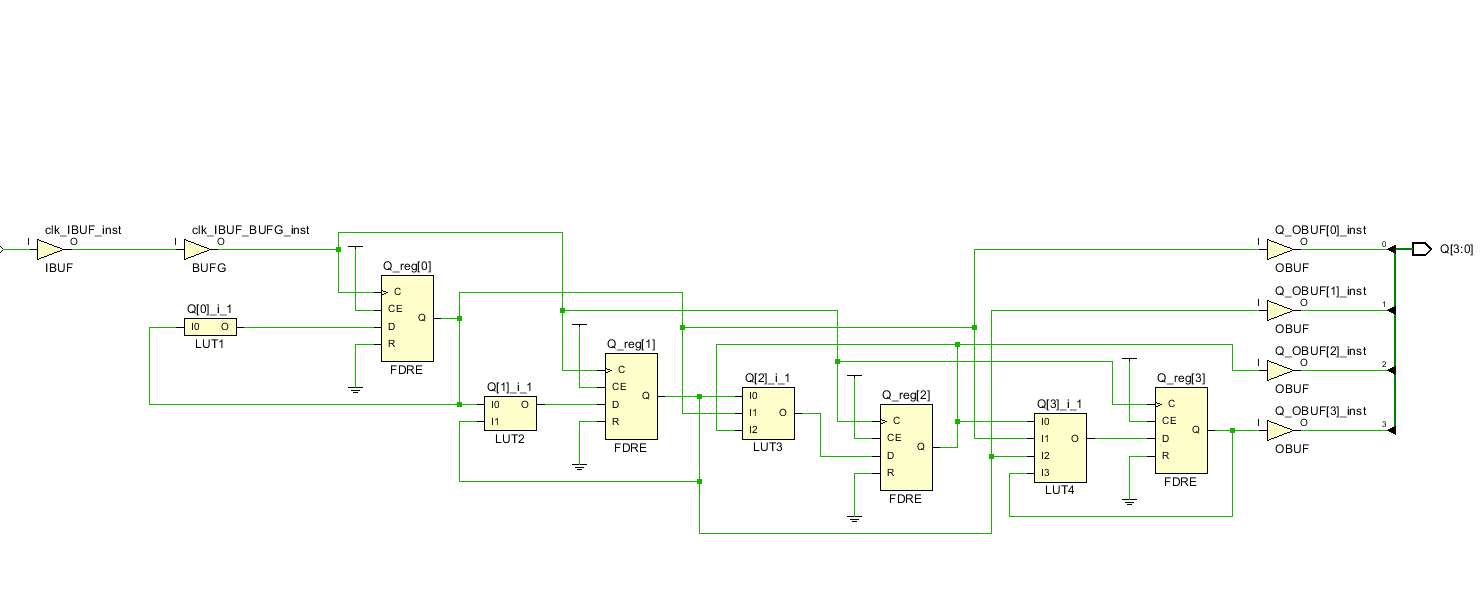 clk_IBUF_inst
I
O
IBUF
clk_IBUF_BUFG_inst
I
O
BUFG
Q[0]_i_1
I0
O
LUT1
Q_reg[0]
C
CE
D
R
Q
FDRE
Q[1]_i_1
I0
O
I1
LUT2
Q_reg[1]
C
CE
D
R
Q
FDRE
Q[2]_i_1
I0
I1
O
I2
LUT3
Q_reg[2]
C
CE
D
R
Q
FDRE
Q[3]_i_1
I0
I1
O
I2
I3
LUT4
Q_reg[3]
C
CE
D
R
Q
FDRE
Q_OBUF[0]_inst
I
O
OBUF
0
Q[3:0]
Q_OBUF[1]_inst
I
O
OBUF
1
Q_OBUF[2]_inst
I
O
OBUF
2
Q_OBUF[3]_inst
I
O
OBUF
3